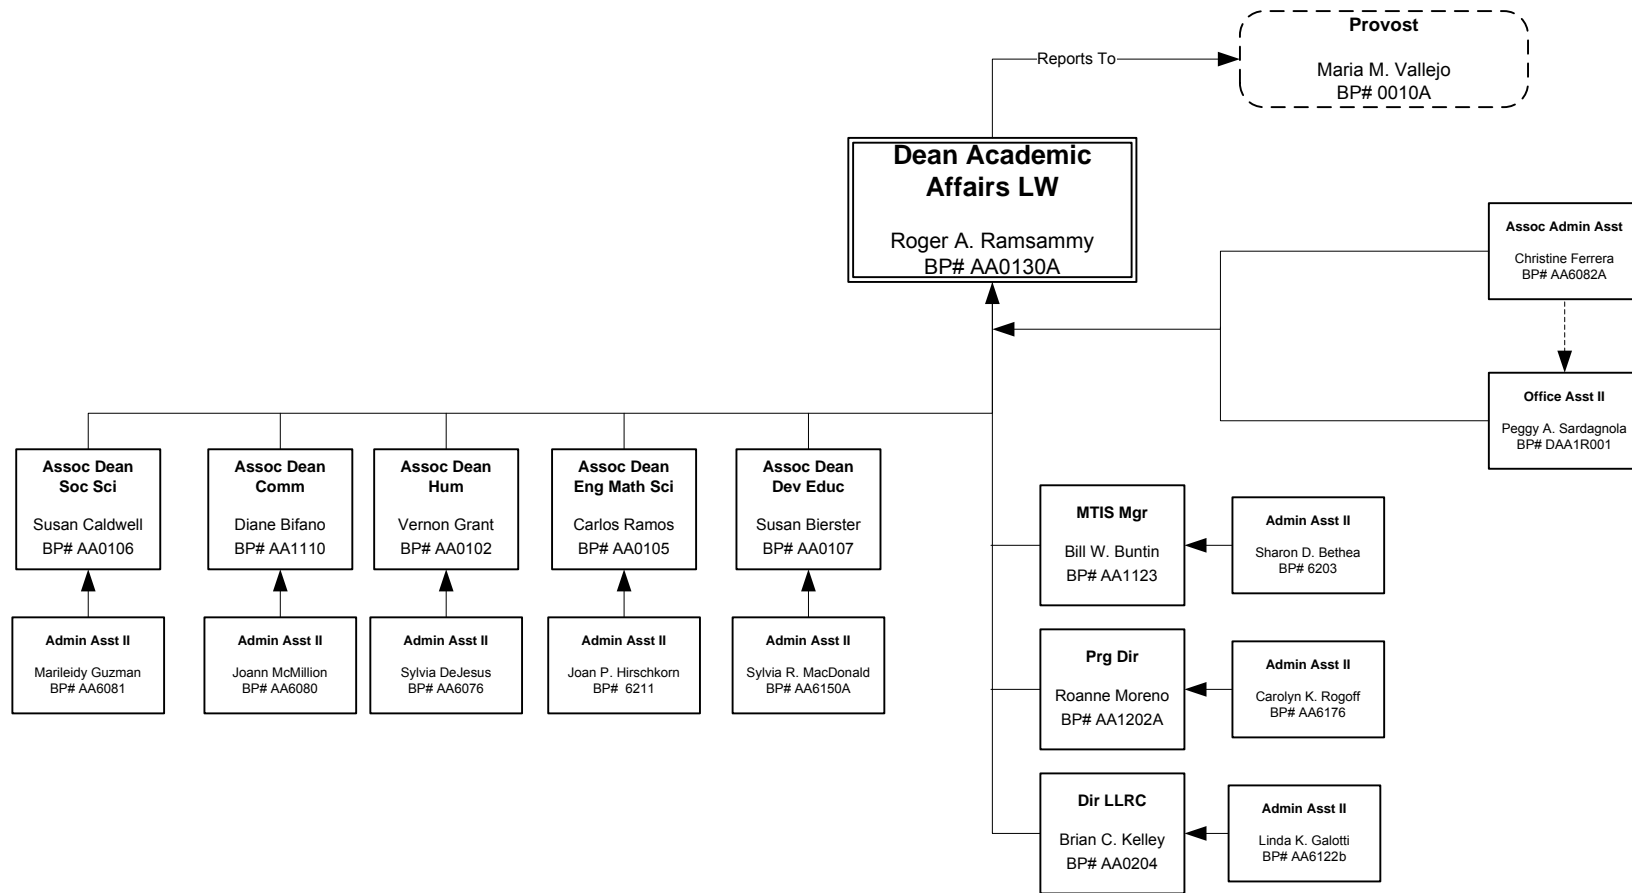 Provost
Maria M. Vallejo
BP# 0010A
Reports To
Dean Academic
Affairs LW
Roger A. Ramsammy
BP# AA0130A
Assoc Admin Asst
Christine Ferrera
BP# AA6082A
Office Asst II
Peggy A. Sardagnola
BP# DAA1R001
Assoc Dean
Soc Sci
Susan Caldwell
BP# AA0106
Assoc Dean
Comm
Diane Bifano
BP# AA1110
Assoc Dean
Hum
Vernon Grant
BP# AA0102
Assoc Dean
Eng Math Sci
Carlos Ramos
BP# AA0105
Assoc Dean
Dev Educ
Susan Bierster
BP# AA0107
Admin Asst II
Marileidy Guzman
BP# AA6081
Admin Asst II
Joann McMillion
BP# AA6080
Admin Asst II
Sylvia DeJesus
BP# AA6076
Admin Asst II
Joan P. Hirschkorn
BP#  6211
Admin Asst II
Sylvia R. MacDonald
BP# AA6150A
MTIS Mgr
Bill W. Buntin
BP# AA1123
Admin Asst II
Sharon D. Bethea
BP# 6203
Prg Dir
Roanne Moreno
BP# AA1202A
Admin Asst II
Carolyn K. Rogoff
BP# AA6176
Dir LLRC
Brian C. Kelley
BP# AA0204
Admin Asst II
Linda K. Galotti
BP# AA6122b